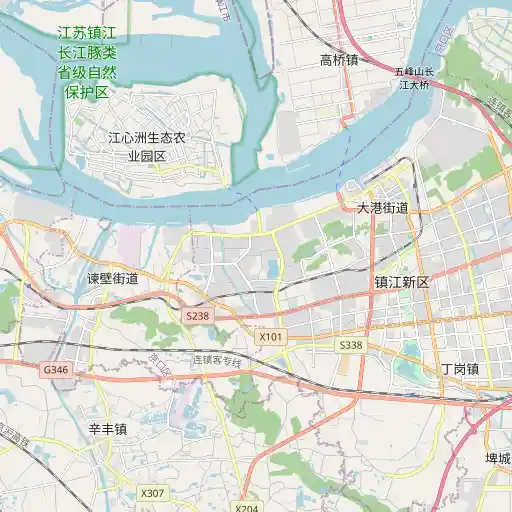 江苏镇江
长江豚类
省级自然
保护区
高桥镇
五峰山长
江大桥
江心洲生态农
业园区
大港街道
谏壁街道
镇江新区
S238
X101
S338
连镇客专线
G346
丁岗镇
京口区
辛丰镇
埤城
X307
X204